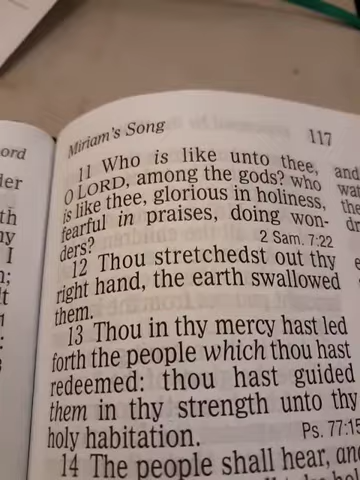 Miriam's Song
117
11 Who is like unto thee,
O LORD, among the gods? who
is like thee, glorious in holiness,
fearful in praises, doing won-
ders?
2 Sam. 7:22
12 Thou stretchedst out thy
right hand, the earth swallowed
them.
13 Thou in thy mercy hast led
forth the people which thou hast
redeemed: thou hast guided
them in thy strength unto thy
holy habitation.
Ps. 77:15
14 The people shall hear, and
and